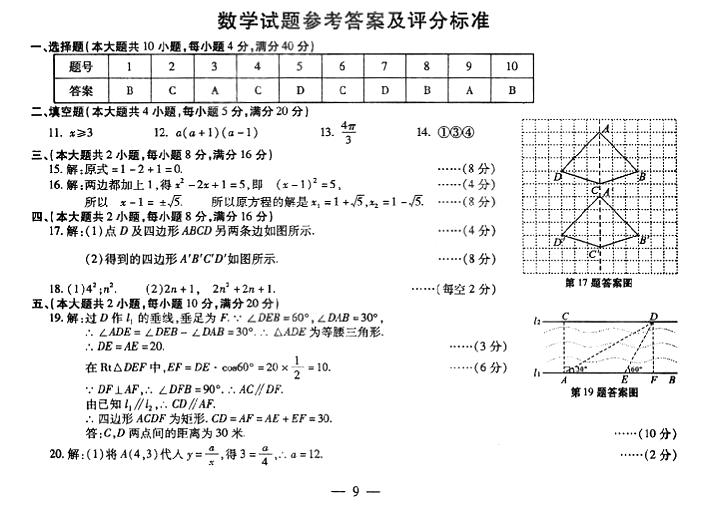 数学试题参考答案及评分标准
一、选择题(本大题共10小题,每小题4分,满分40分)
题号 1 2 3 4 5 6 7 8 9 10
答案 B C A C D C D B A B
二、填空题(本大题共4小题,每小题5分,满分20分)
11. x≥3 12. a(a+1)(a-1) 13. 4π/3 14. ①③④
三、(本大题共2小题,每小题8分,满分16分)
15. 解:原式=1-2+1=0. ……(8分)
16. 解:两边都加上1,得x²-2x+1=5,即 (x-1)²=5, ……(4分)
所以 x-1=±√5. 所以原方程的解是x₁=1+√5,x₂=1-√5. ……(8分)
四、(本大题共2小题,每小题8分,满分16分)
17. 解:(1)点D及四边形ABCD另两条边如图所示. ……(4分)
(2)得到的四边形A'B'C'D'如图所示. ……(8分)
A
D
B
C
A'
D'
B'
C'
第17题答案图
18. (1)4²;n². (2)2n+1, 2n²+2n+1. ……(每空2分)
五、(本大题共2小题,每小题10分,满分20分)
19. 解:过D作l₁的垂线,垂足为F.∵∠DEB=60°,∠DAB=30°,
∴∠ADE=∠DEB-∠DAB=30°.∴△ADE为等腰三角形.
∴DE=AE=20. ……(3分)
在Rt△DEF中,EF=DE·cos60°=20×1/2=10. ……(6分)
∵DF⊥AF,∴∠DFB=90°.∴AC∥DF.
由已知l₁∥l₂,∴CD∥AF.
∴四边形ACDF为矩形.CD=AF=AE+EF=30.
答:C,D两点间的距离为30米. ……(10分)
l₂ C D
l₁ 30° 60°
A E F B
第19题答案图
20. 解:(1)将A(4,3)代入y=a/x,得3=a/4,∴a=12. ……(2分)
— 9 —